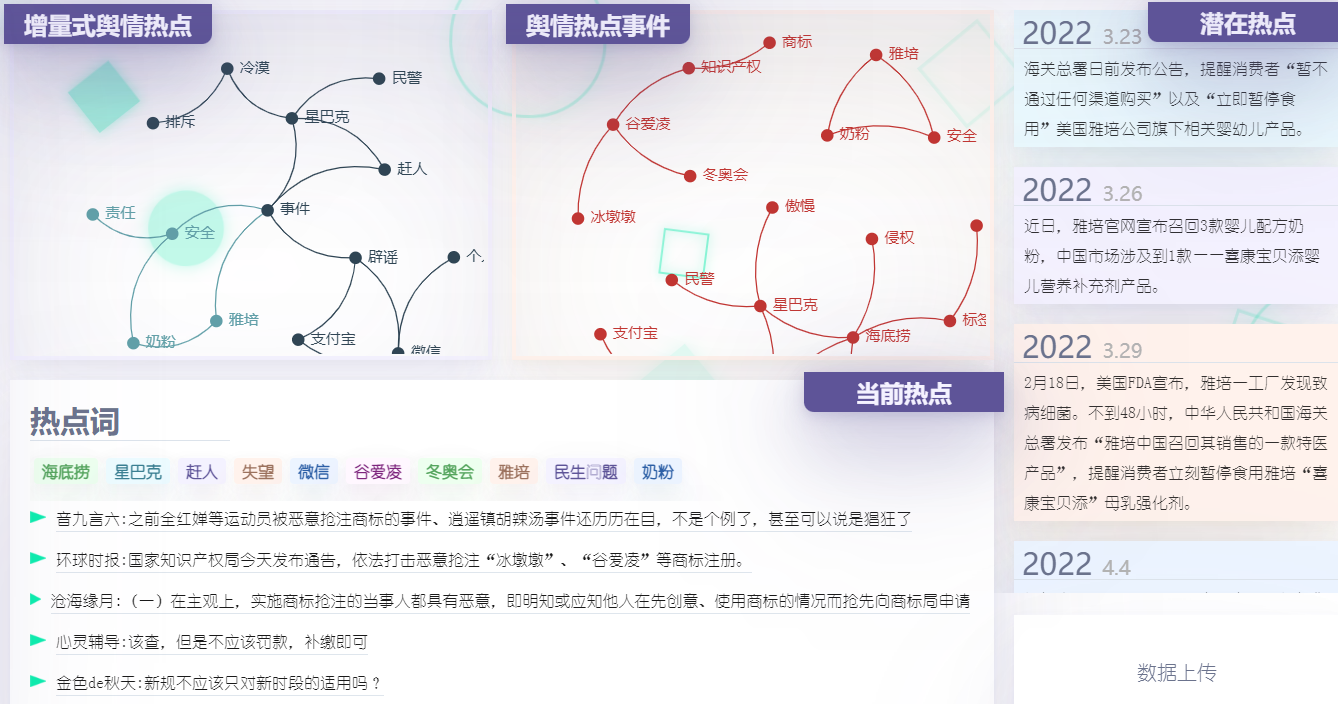 增量式舆情热点
冷漠
民警
排斥
星巴克
赶人
责任
安全
事件
辟谣
雅培
奶粉
支付宝
微信
舆情热点事件
商标
知识产权
雅培
谷爱凌
奶粉
安全
冬奥会
冰墩墩
傲慢
侵权
民警
星巴克
支付宝
海底捞
潜在热点
2022 3.23
海关总署日前发布公告，提醒消费者“暂不
通过任何渠道购买”以及“立即暂停食
用”美国雅培公司旗下相关婴幼儿产品。
2022 3.26
近日，雅培官网宣布召回3款婴儿配方奶
粉，中国市场涉及到1款——喜康宝贝添婴
儿营养补充剂产品。
2022 3.29
2月18日，美国FDA宣布，雅培一工厂发现致
病细菌。不到48小时，中华人民共和国海关
总署发布“雅培中国召回其销售的一款特医
产品”，提醒消费者立刻暂停食用雅培“喜
康宝贝添”母乳强化剂。
2022 4.4
当前热点
热点词
海底捞 星巴克 赶人 失望 微信 谷爱凌 冬奥会 雅培 民生问题 奶粉
音九言六:之前全红婵等运动员被恶意抢注商标的事件、逍遥镇胡辣汤事件还历历在目，不是个例了，甚至可以说是猖狂了
环球时报:国家知识产权局今天发布通告，依法打击恶意抢注“冰墩墩”、“谷爱凌”等商标注册。
沧海缘月:（一）在主观上，实施商标抢注的当事人都具有恶意，即明知或应知他人在先创意、使用商标的情况而抢先向商标局申请
心灵辅导:该查，但是不应该罚款，补缴即可
金色de秋天:新规不应该只对新时段的适用吗？
数据上传